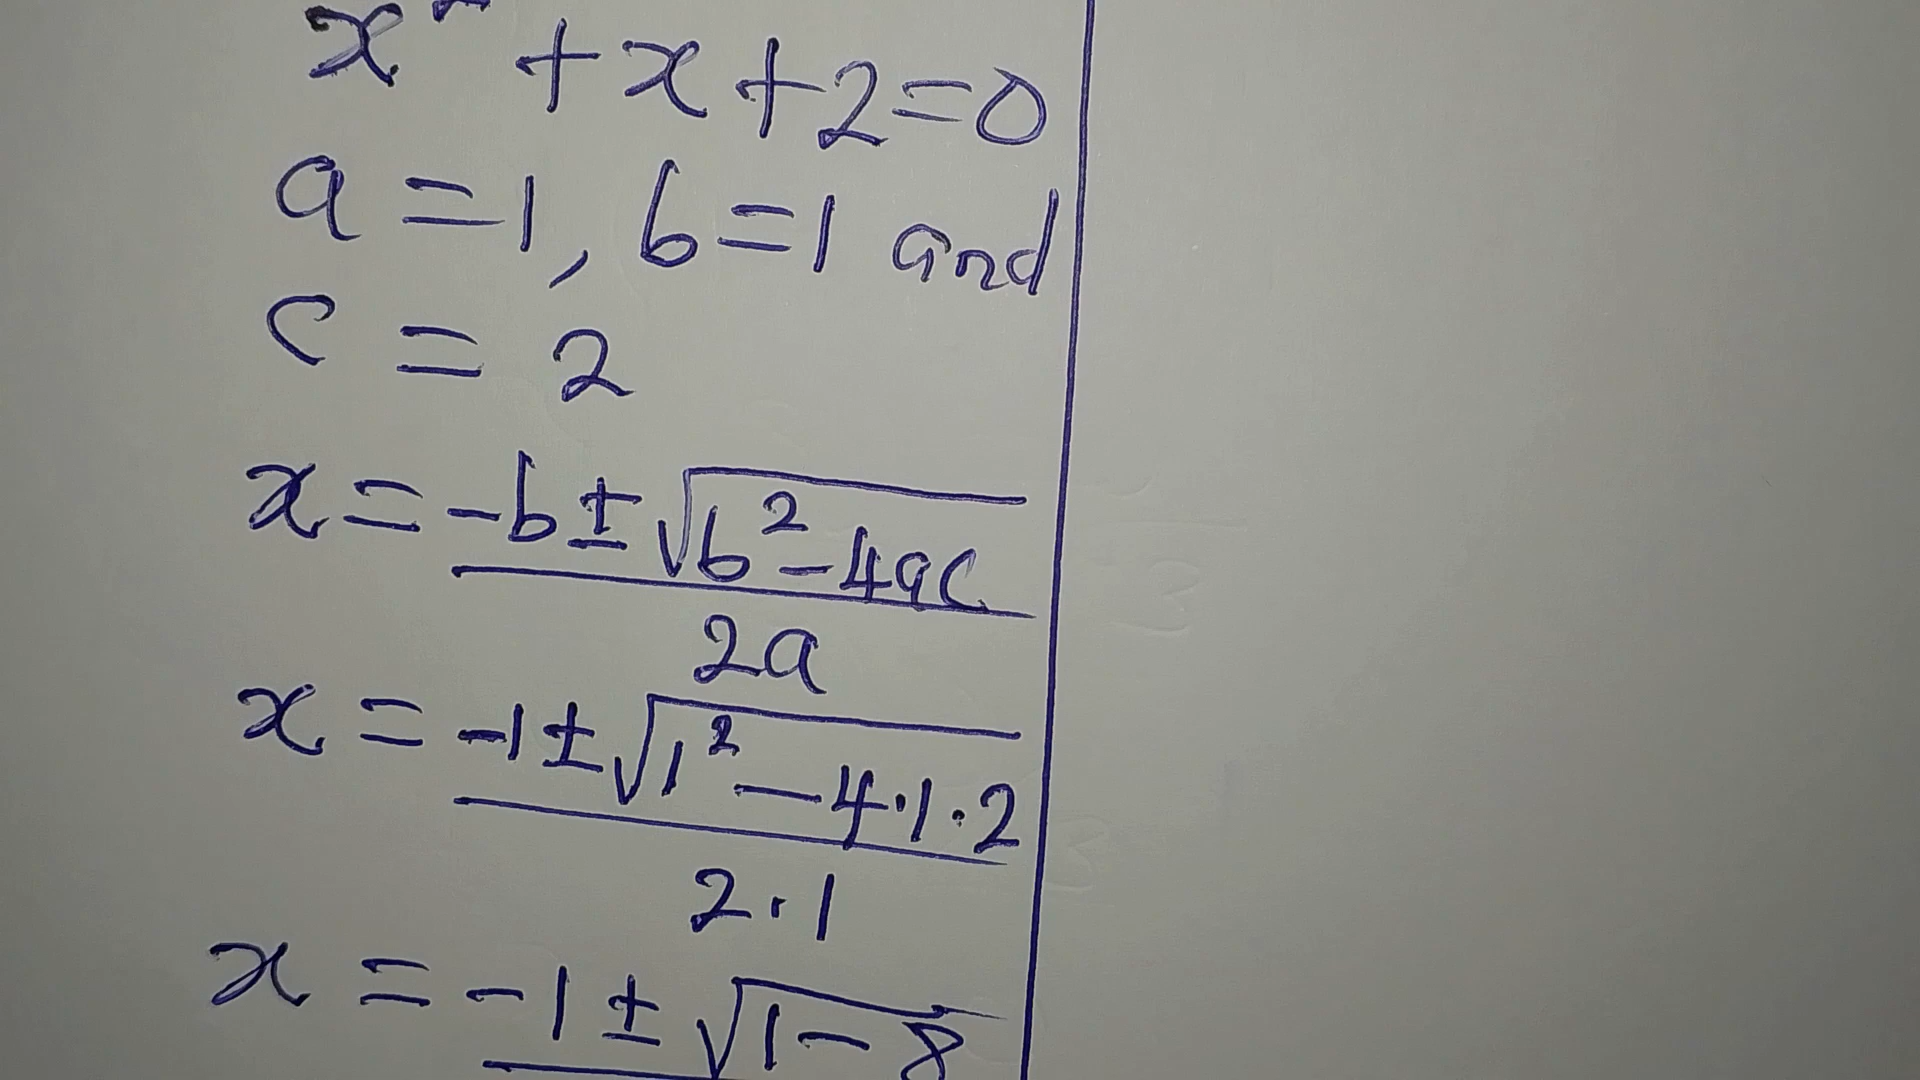 x² + x + 2 = 0
a = 1, b = 1 and
c = 2
x = -b ± √b² - 4ac
2a
x = -1 ± √1² - 4·1·2
2·1
x = -1 ± √1 - 8